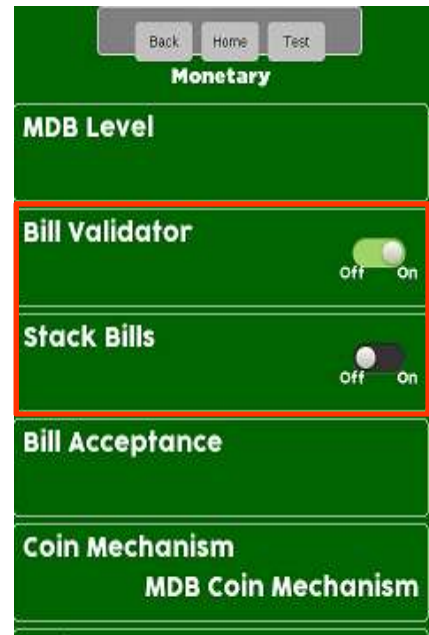 Back Home Test
Monetary
MDB Level
Bill Validator
Off On
Stack Bills
Off On
Bill Acceptance
Coin Mechanism
MDB Coin Mechanism